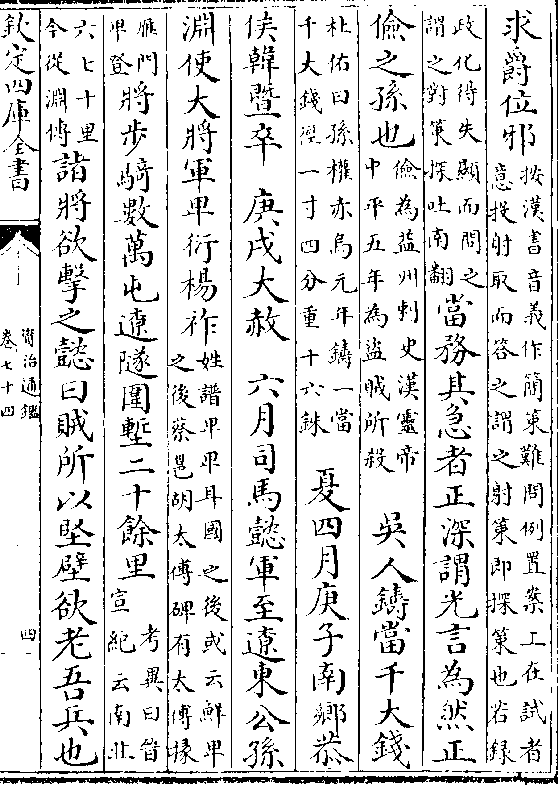 求爵位邪按漢書音義作簡策難問例置案工在試者意投射取而答之謂之射策即探策也若録
政化得失顯而問之謂之對策探吐南翻當務其急者正深謂光言為然正
儉之孫也儉為益州刺史漢靈帝中平五年為盜賊所殺 吳人鑄當千大錢
杜佑曰孫權赤烏元年鑄一當千大錢徑一寸四分重十六銖 夏四月庚子南鄉恭
侯韓暨卒 庚戌大赦 六月司馬懿軍至遼東公孫
淵使大將軍卑衍楊祚姓譜卑卑耳國之後或云鮮卑之後蔡邕胡太傅碑有太傅掾
雁門卑登將步騎數萬屯遼隧圍塹二十餘里考異曰晉宣紀云南北
六七十里今從淵傳諸將欲擊之懿曰賊所以堅壁欲老吾兵也
欽定四庫全書
資治通鑑
卷七十四
四